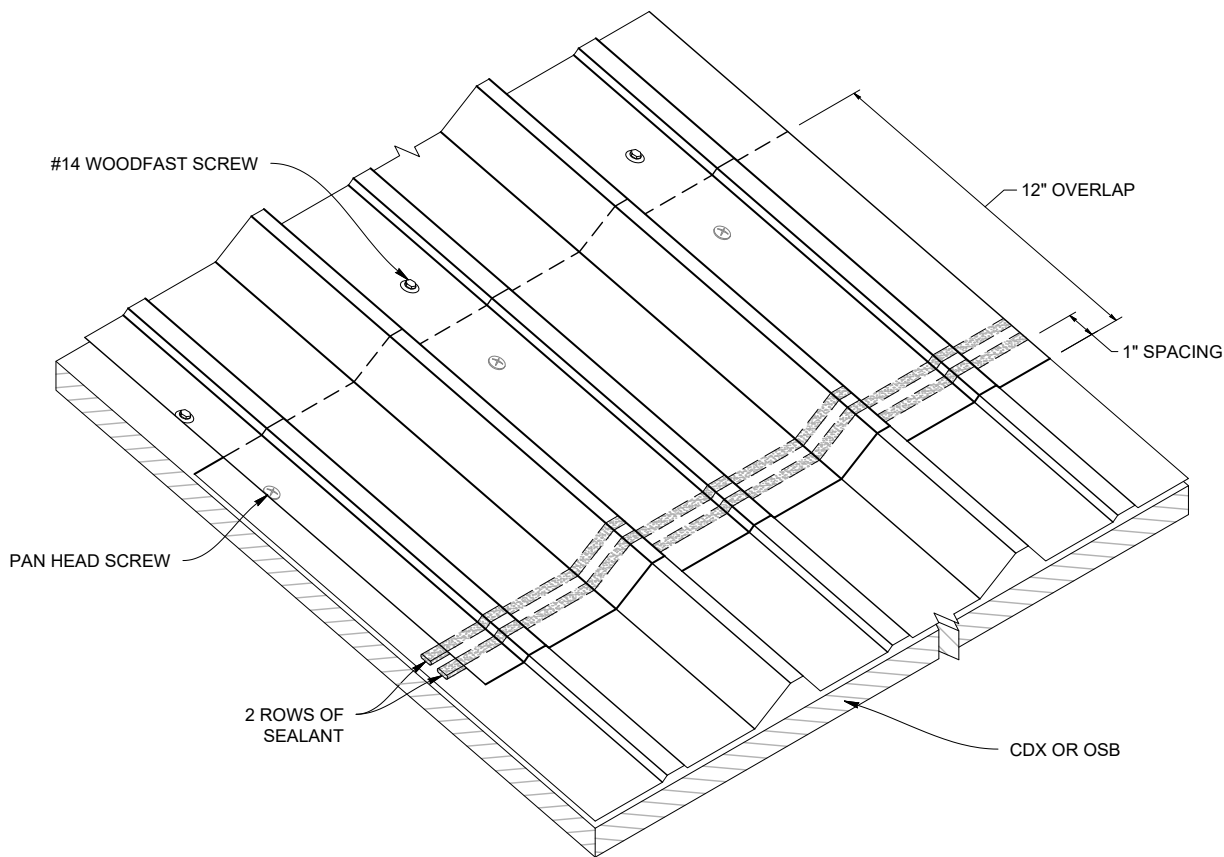 #14 WOODFAST SCREW
12" OVERLAP
1" SPACING
PAN HEAD SCREW
2 ROWS OF
SEALANT
CDX OR OSB